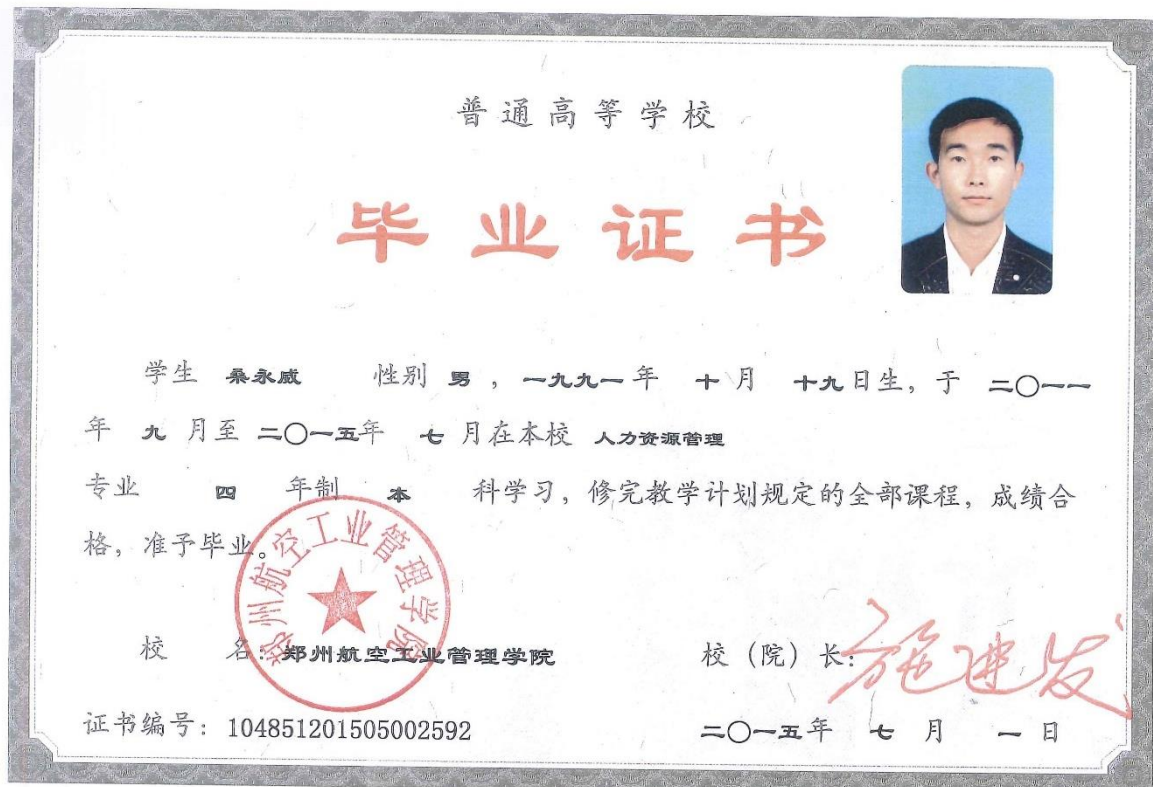 普通高等学校
毕业证书
学生 桑永威 性别 男 ，一九九一年 十月 十九日生，于 二〇一一
年 九 月至 二〇一五年 七 月在本校 人力资源管理
专业 四 年制 本 科学习，修完教学计划规定的全部课程，成绩合
格，准予毕业。
郑州航空工业管理学院
校 名：郑州航空工业管理学院 校（院）长：施建发
证书编号：104851201505002592 二〇一五年 七 月 一 日